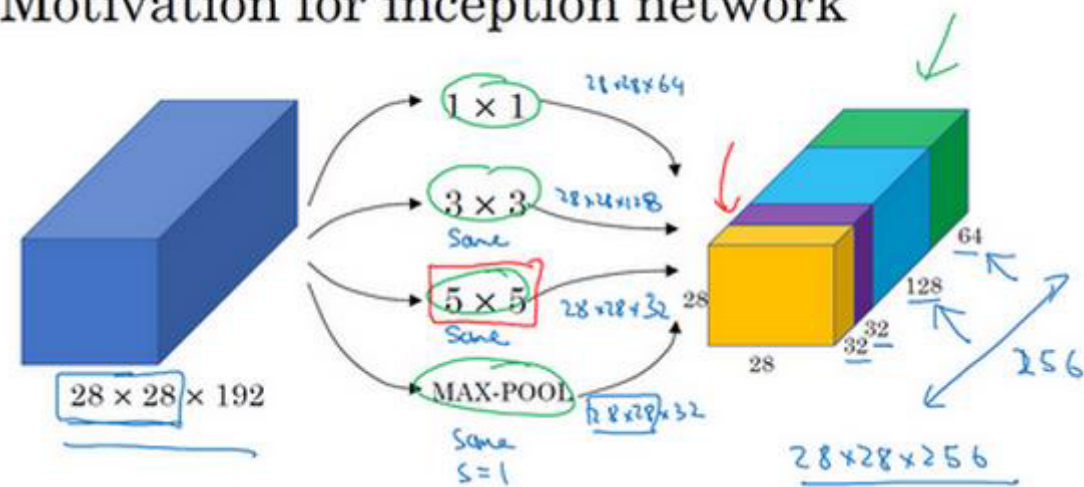 Motivation for inception network
1 × 1
28×28×64
3 × 3
28×28×128
Same
5 × 5
28×28×32
Same
MAX-POOL
28×28×32
Same
s=1
28 × 28 × 192
28
28
32
32
128
64
256
28×28×256